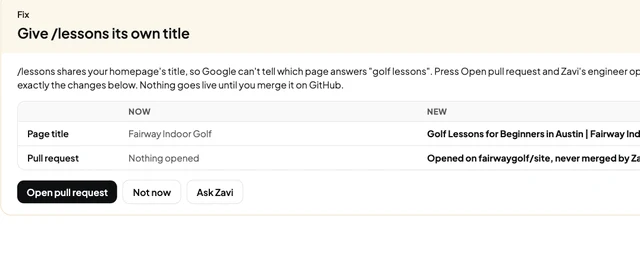 Fix
Give /lessons its own title
/lessons shares your homepage's title, so Google can't tell which page answers "golf lessons". Press Open pull request and Zavi's engineer
exactly the changes below. Nothing goes live until you merge it on GitHub.
NOW NEW
Page title Fairway Indoor Golf Golf Lessons for Beginners in Austin | Fairway
Pull request Nothing opened Opened on fairwaygolf/site, never merged by
Open pull request Not now Ask Zavi